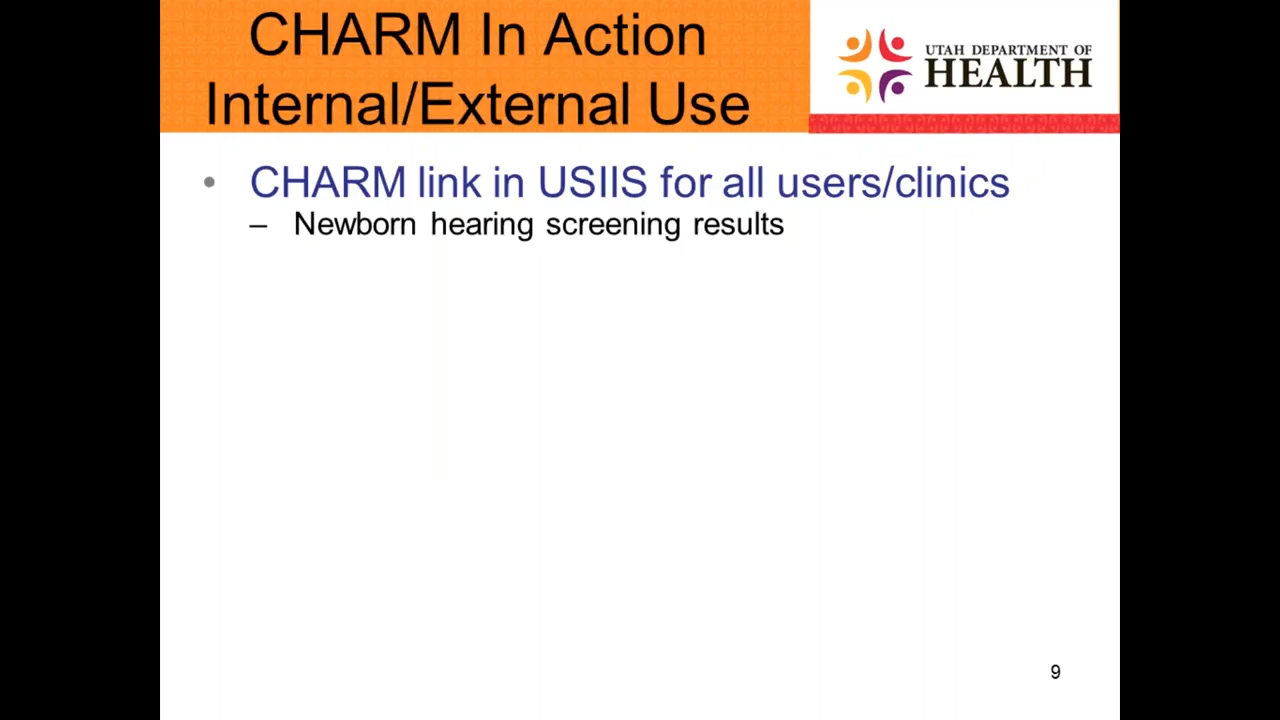 CHARM In Action
Internal/External Use
UTAH DEPARTMENT OF
HEALTH
• CHARM link in USIIS for all users/clinics
– Newborn hearing screening results
9